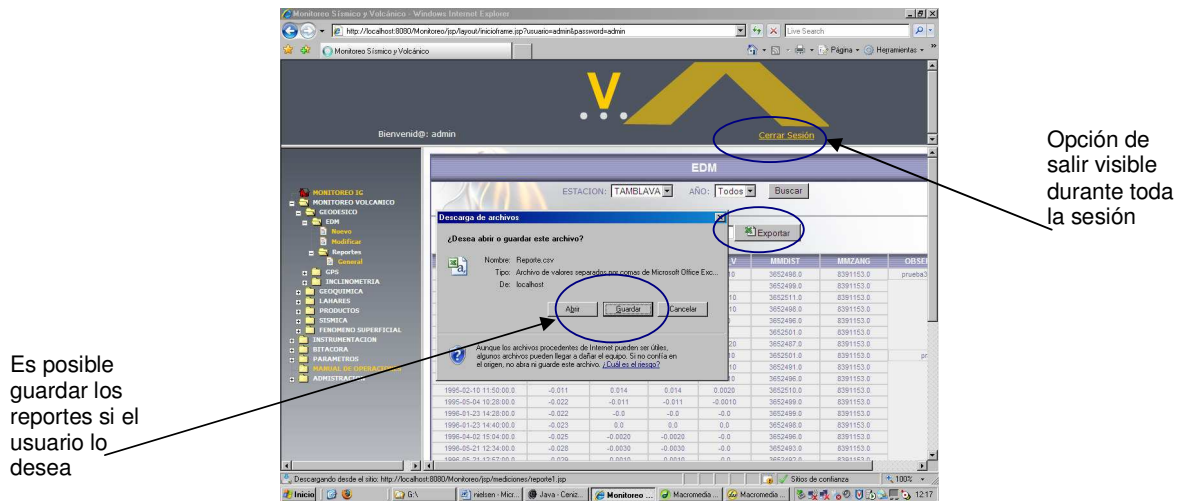 Monitoreo Sísmico y Volcánico - Windows Internet Explorer
http://localhost:8080/Monitoreo/jsp/layout/inicioframe.jsp?usuario=admin&password=admin
Live Search
Monitoreo Sísmico y Volcánico
Página
Herramientas
V
Bienvenid@: admin
Cerrar Sesión
Opción de
salir visible
durante toda
la sesión
EDM
ESTACION: TAMBLAVA AÑO: Todos Buscar
Exportar
MONITOREO IG
MONITOREO VOLCANICO
GEODESICO
EDM
Nuevo
Modificar
Reportes
General
GPS
INCLINOMETRIA
GEOQUIMICA
LAHARES
PRODUCTOS
SISMICA
FENOMENO SUPERFICIAL
INSTRUMENTACION
BITACORA
PARAMETROS
Descarga de archivos
¿Desea abrir o guardar este archivo?
Nombre: Reporte.csv
Tipo: Archivo de valores separados por comas de Microsoft Office Exc...
De: localhost
Abrir Guardar Cancelar
Aunque los archivos procedentes de Internet pueden ser útiles,
algunos archivos pueden llegar a dañar el equipo. Si no confía en
el origen, no abra ni guarde este archivo. ¿Cuál es el riesgo?
MMDIST MMZANG
3652498.0 8391153.0 prueba3
3652499.0 8391153.0
3652511.0 8391153.0
3652498.0 8391153.0
3652496.0 8391153.0
3652501.0 8391153.0
3652487.0 8391153.0
3652501.0 8391153.0 pr
3652491.0 8391153.0
3652496.0 8391153.0
1995-02-10 11:50:00.0 -0.011 0.014 0.014 0.0020 3652510.0 8391153.0
1995-05-04 10:28:00.0 -0.022 -0.011 -0.011 -0.0010 3652499.0 8391153.0
1996-01-23 14:28:00.0 -0.022 -0.0 -0.0 -0.0 3652499.0 8391153.0
1996-01-23 14:40:00.0 -0.023 0.0 0.0 0.0 3652498.0 8391153.0
1996-04-02 15:04:00.0 -0.025 -0.0020 -0.0020 -0.0 3652496.0 8391153.0
1996-05-21 12:34:00.0 -0.028 -0.0030 -0.0030 -0.0 3652493.0 8391153.0
Es posible
guardar los
reportes si el
usuario lo
desea
Descargando desde el sitio: http://localhost:8080/Monitoreo/jsp/mediciones/reporte1.jsp
Sitios de confianza
100%
Inicio
G:\
nielsen - Micr...
Java - Ceniz...
Monitoreo ...
Macromedia ...
Macromedia ...
12:17